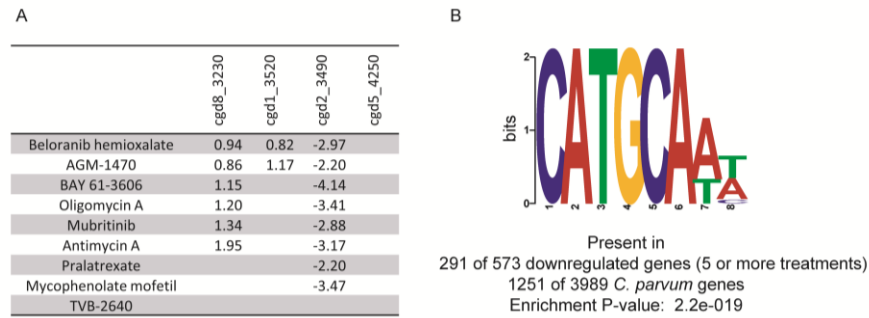 A
cgd8_3230 cgd1_3520 cgd2_3490 cgd5_4250
Beloranib hemioxalate 0.94 0.82 -2.97
AGM-1470 0.86 1.17 -2.20
BAY 61-3606 1.15 -4.14
Oligomycin A 1.20 -3.41
Mubritinib 1.34 -2.88
Antimycin A 1.95 -3.17
Pralatrexate -2.20
Mycophenolate mofetil -3.47
TVB-2640
B
2
1
0
bits
CATGCAAT
TA
1 2 3 4 5 6 7 8
Present in
291 of 573 downregulated genes (5 or more treatments)
1251 of 3989 C. parvum genes
Enrichment P-value: 2.2e-019